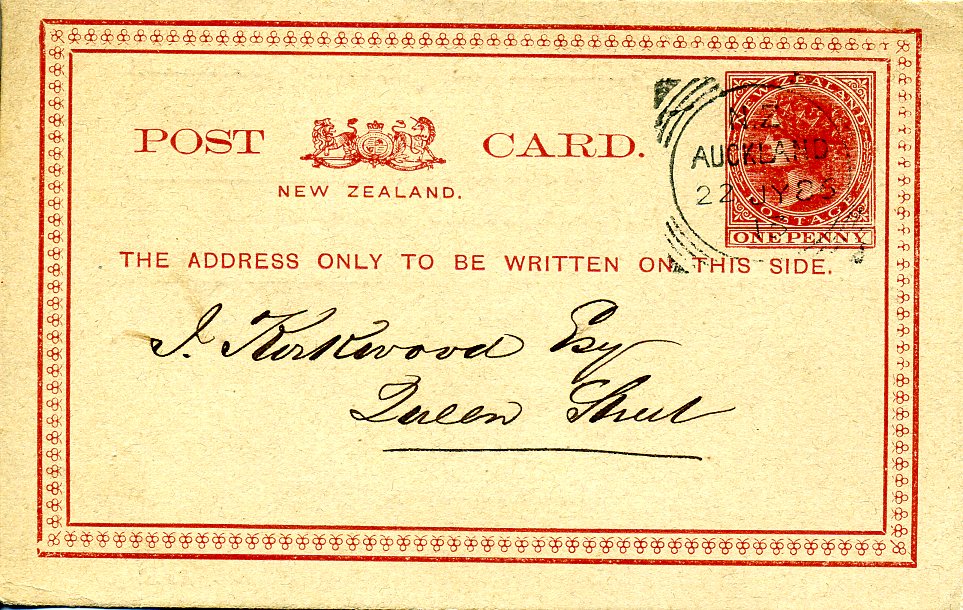 POST CARD.
NEW ZEALAND.
NEW ZEALAND
POSTAGE
ONE PENNY
N.Z.
AUCKLAND
22 JY 85
THE ADDRESS ONLY TO BE WRITTEN ON THIS SIDE.
J. Kirkwood Esq
Queen Street